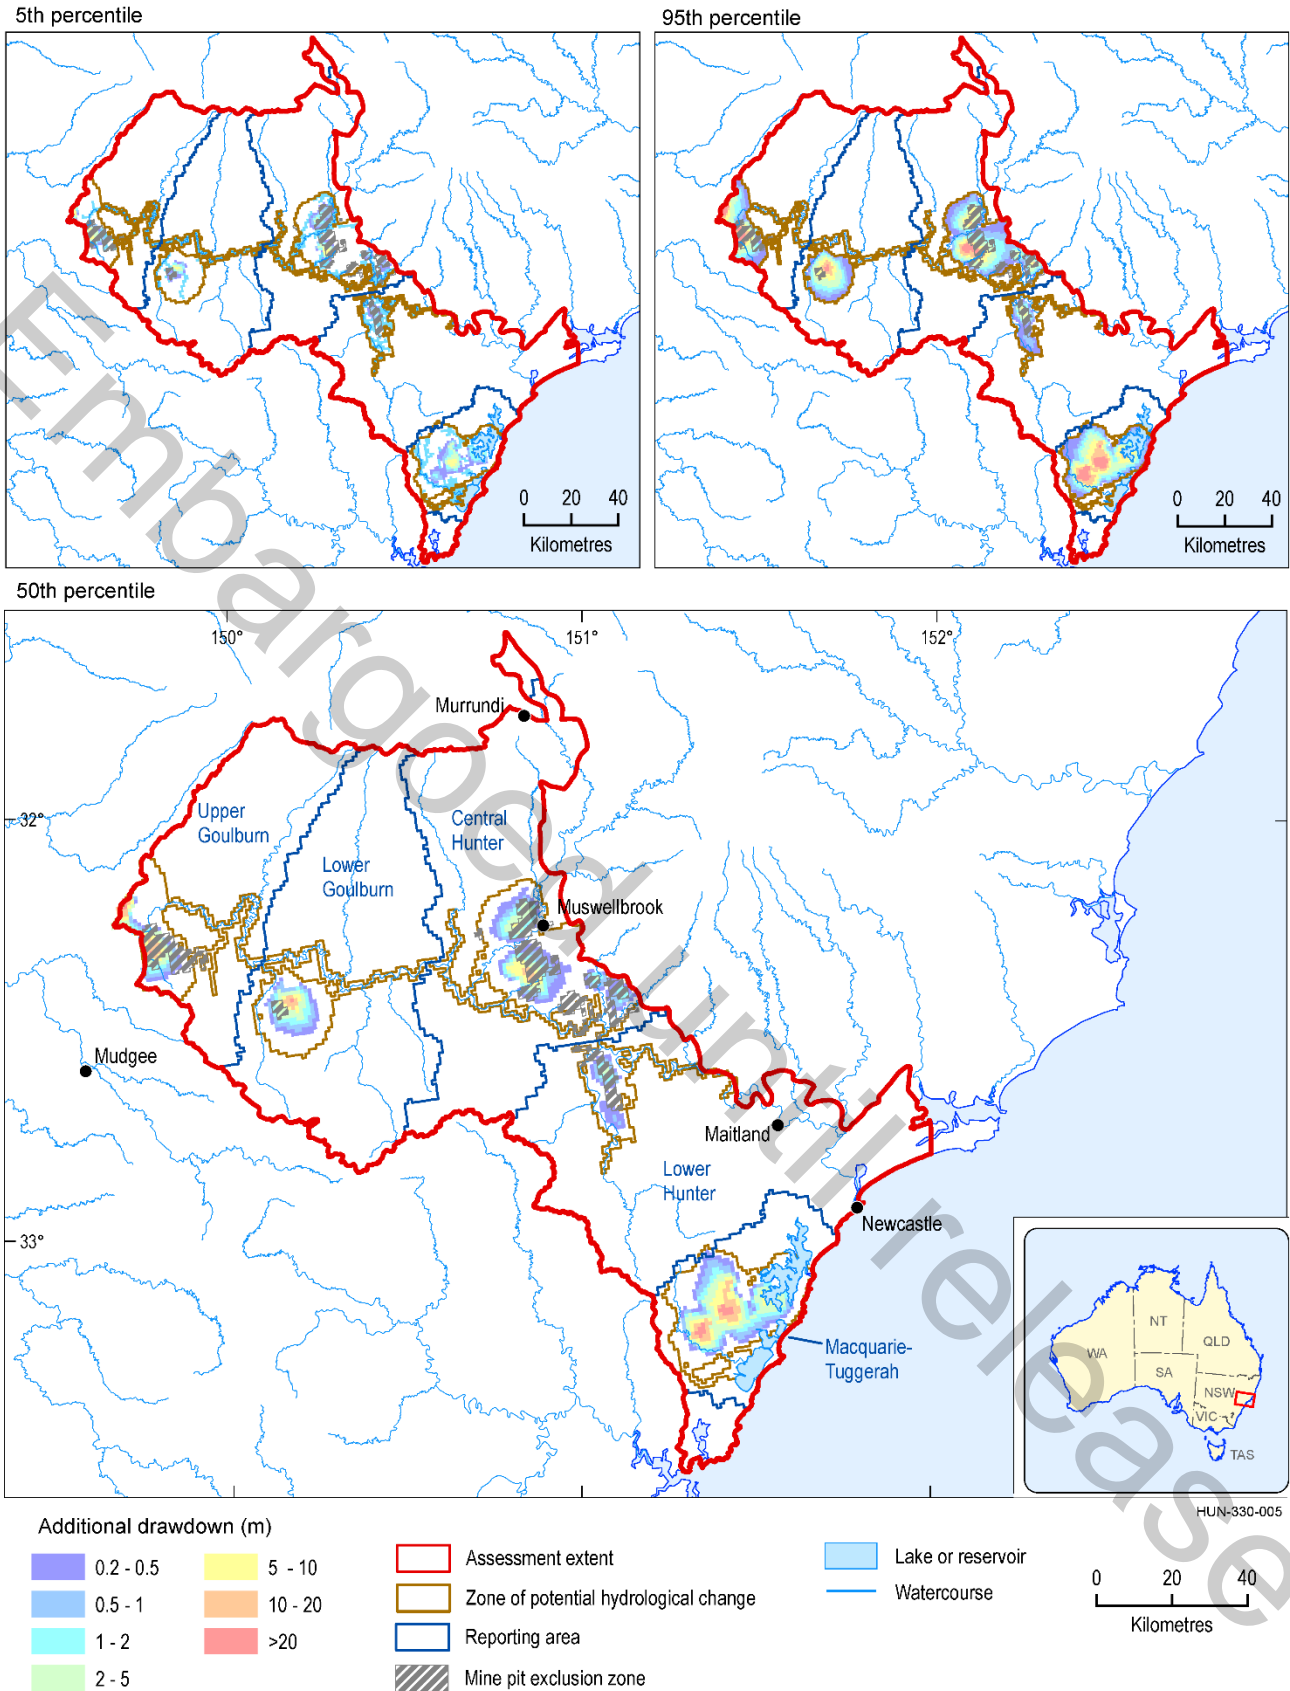 5th percentile
95th percentile
0 20 40
Kilometres
0 20 40
Kilometres
50th percentile
150°
151°
152°
Murrundi
32°
Upper
Goulburn
Central
Hunter
Lower
Goulburn
Muswellbrook
Mudgee
Maitland
Lower
Hunter
Newcastle
33°
Macquarie-
Tuggerah
NT
QLD
WA
SA
NSW
VIC
TAS
HUN-330-005
Embargoed until release
Additional drawdown (m)
0.2 - 0.5
0.5 - 1
1 - 2
2 - 5
5 - 10
10 - 20
>20
Assessment extent
Zone of potential hydrological change
Reporting area
Mine pit exclusion zone
Lake or reservoir
Watercourse
0 20 40
Kilometres